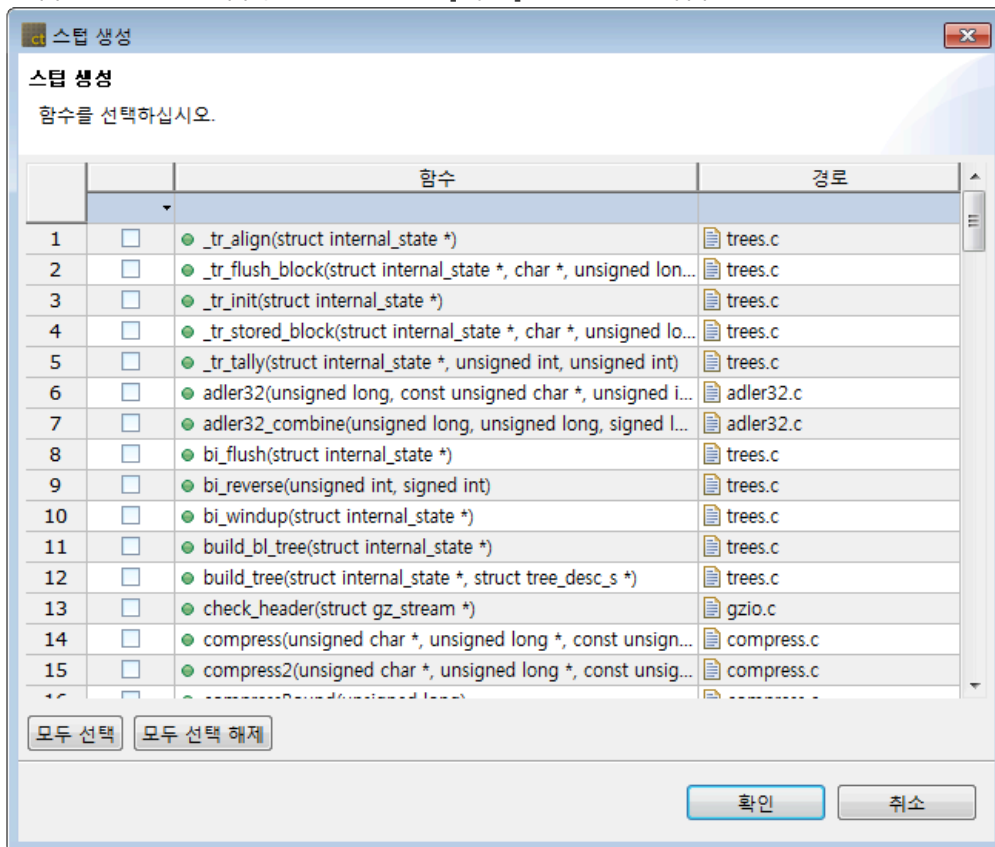 ct 스텁 생성
스텁 생성
함수를 선택하십시오.
함수 경로
1 _tr_align(struct internal_state *) trees.c
2 _tr_flush_block(struct internal_state *, char *, unsigned lon... trees.c
3 _tr_init(struct internal_state *) trees.c
4 _tr_stored_block(struct internal_state *, char *, unsigned lo... trees.c
5 _tr_tally(struct internal_state *, unsigned int, unsigned int) trees.c
6 adler32(unsigned long, const unsigned char *, unsigned i... adler32.c
7 adler32_combine(unsigned long, unsigned long, signed l... adler32.c
8 bi_flush(struct internal_state *) trees.c
9 bi_reverse(unsigned int, signed int) trees.c
10 bi_windup(struct internal_state *) trees.c
11 build_bl_tree(struct internal_state *) trees.c
12 build_tree(struct internal_state *, struct tree_desc_s *) trees.c
13 check_header(struct gz_stream *) gzio.c
14 compress(unsigned char *, unsigned long *, const unsign... compress.c
15 compress2(unsigned char *, unsigned long *, const unsig... compress.c
모두 선택 모두 선택 해제
확인 취소